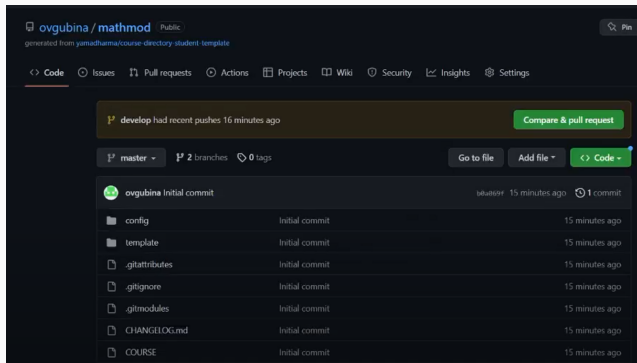 ovgubina / mathmod Public Pin
generated from yamadharma/course-directory-student-template
<> Code Issues Pull requests Actions Projects Wiki Security Insights Settings
develop had recent pushes 16 minutes ago Compare & pull request
master 2 branches 0 tags Go to file Add file <> Code
ovgubina Initial commit 15 minutes ago 1 commit
config Initial commit 15 minutes ago
template Initial commit 15 minutes ago
.gitattributes Initial commit 15 minutes ago
.gitignore Initial commit 15 minutes ago
.gitmodules Initial commit 15 minutes ago
CHANGELOG.md Initial commit 15 minutes ago
COURSE Initial commit 15 minutes ago